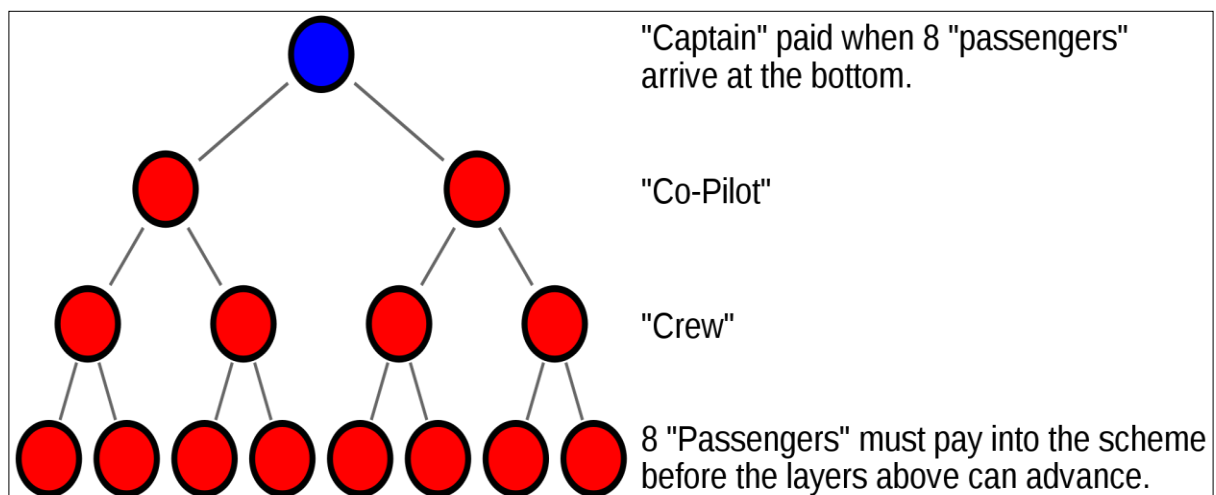 "Captain" paid when 8 "passengers"
arrive at the bottom.
"Co-Pilot"
"Crew"
8 "Passengers" must pay into the scheme
before the layers above can advance.